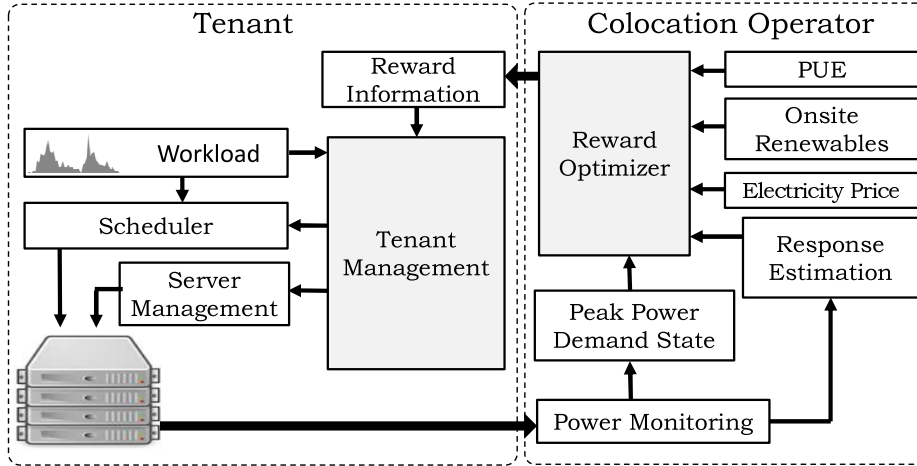 Tenant
Reward
Information
Workload
Scheduler
Tenant
Management
Server
Management
Colocation Operator
Reward
Optimizer
PUE
Onsite
Renewables
Electricity Price
Response
Estimation
Peak Power
Demand State
Power Monitoring